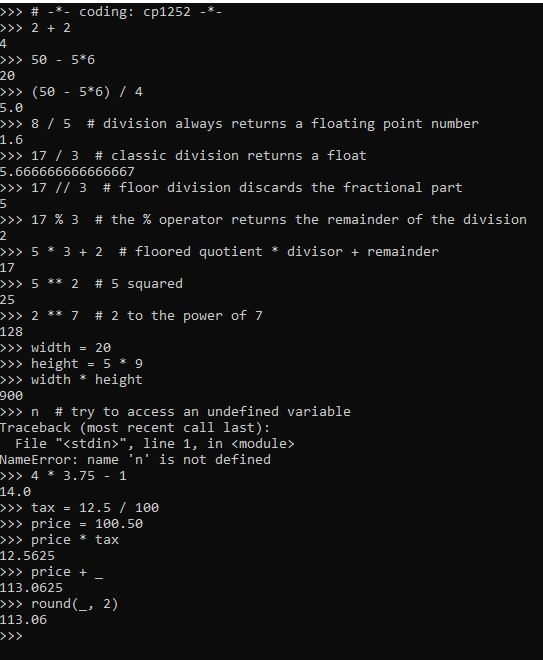 >>> # -*- coding: cp1252 -*-
>>> 2 + 2
4
>>> 50 - 5*6
20
>>> (50 - 5*6) / 4
5.0
>>> 8 / 5  # division always returns a floating point number
1.6
>>> 17 / 3  # classic division returns a float
5.666666666666667
>>> 17 // 3  # floor division discards the fractional part
5
>>> 17 % 3  # the % operator returns the remainder of the division
2
>>> 5 * 3 + 2  # floored quotient * divisor + remainder
17
>>> 5 ** 2  # 5 squared
25
>>> 2 ** 7  # 2 to the power of 7
128
>>> width = 20
>>> height = 5 * 9
>>> width * height
900
>>> n  # try to access an undefined variable
Traceback (most recent call last):
  File "<stdin>", line 1, in <module>
NameError: name 'n' is not defined
>>> 4 * 3.75 - 1
14.0
>>> tax = 12.5 / 100
>>> price = 100.50
>>> price * tax
12.5625
>>> price + _
113.0625
>>> round(_, 2)
113.06
>>>